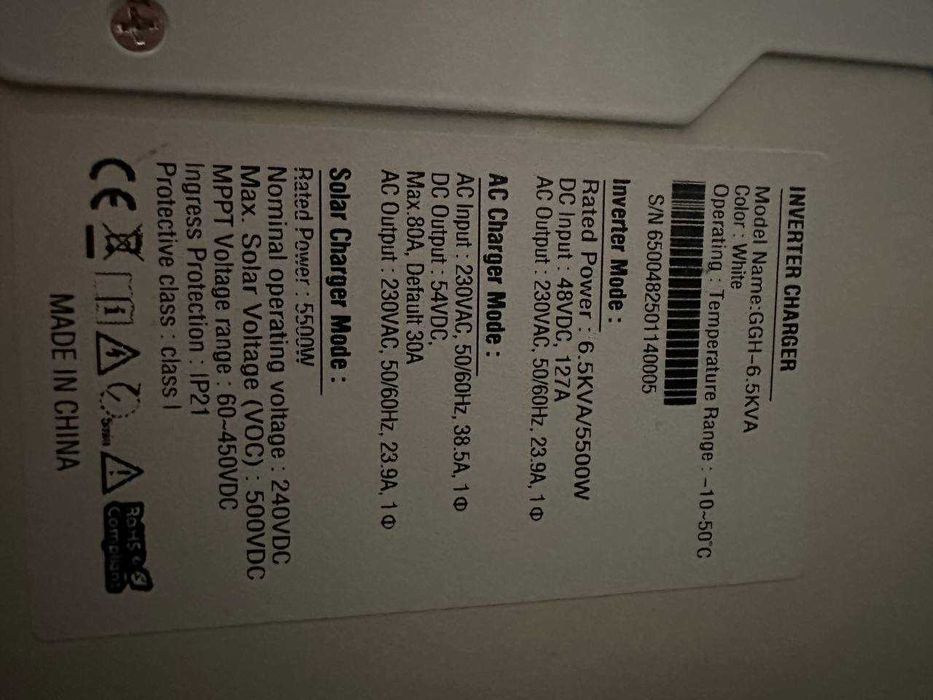 INVERTER CHARGER
Model Name:GGH-6.5KVA
Color : White
Operating : Temperature Range : -10~50°C
S/N 6500482501140005
Inverter Mode :
Rated Power : 6.5KVA/5500W
DC Input : 48VDC, 127A
AC Output : 230VAC, 50/60Hz, 23.9A, 1Φ
AC Charger Mode :
AC Input : 230VAC, 50/60Hz, 38.5A, 1Φ
DC Output : 54VDC,
Max.80A, Default 30A
AC Output : 230VAC, 50/60Hz, 23.9A, 1Φ
Solar Charger Mode :
Rated Power : 5500W
Nominal operating voltage : 240VDC
Max. Solar Voltage (VOC) : 500VDC
MPPT Voltage range : 60~450VDC
Ingress Protection : IP21
Protective class : class I
CE
RoHS
Compliant
MADE IN CHINA